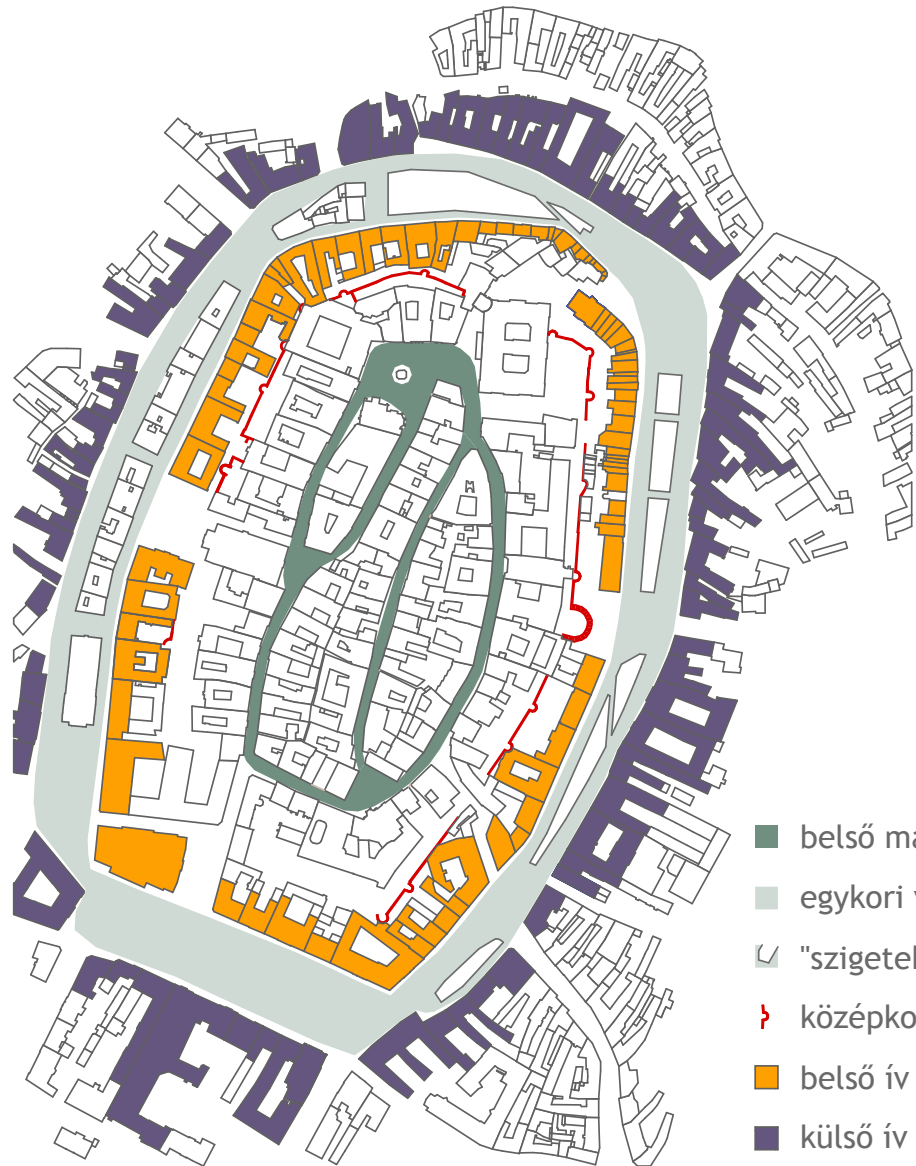 belső ma
egykori
"szigetel
középko
belső ív
külső ív